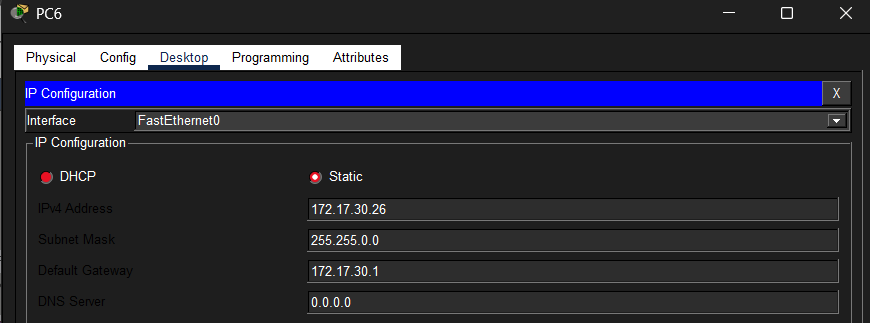 PC6
Physical Config Desktop Programming Attributes
IP Configuration X
Interface FastEthernet0
IP Configuration
DHCP Static
IPv4 Address 172.17.30.26
Subnet Mask 255.255.0.0
Default Gateway 172.17.30.1
DNS Server 0.0.0.0